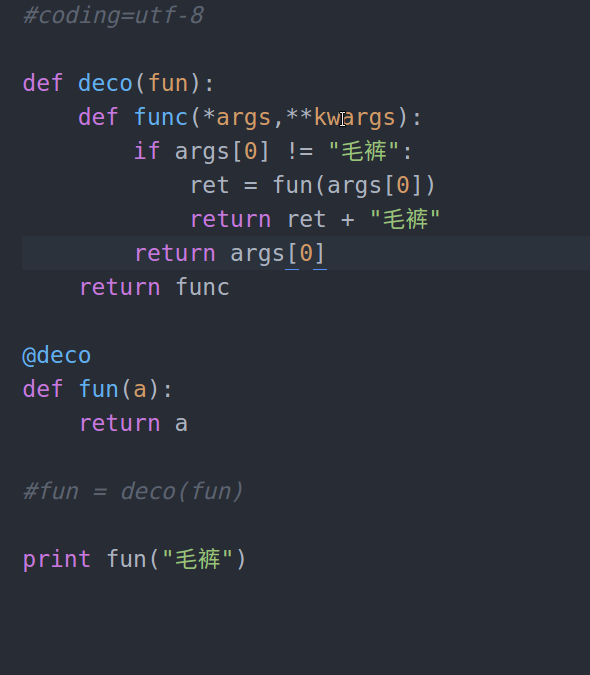 #coding=utf-8
def deco(fun):
    def func(*args,**kwargs):
        if args[0] != "毛裤":
            ret = fun(args[0])
            return ret + "毛裤"
        return args[0]
    return func
@deco
def fun(a):
    return a
#fun = deco(fun)
print fun("毛裤")